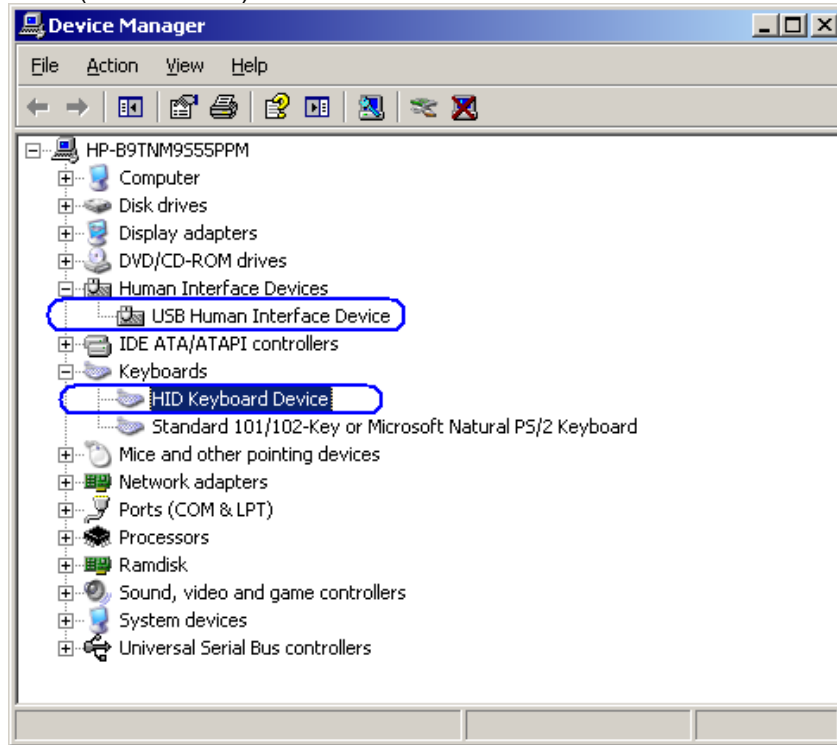 Device Manager
File Action View Help
HP-B9TNM9S55PPM
Computer
Disk drives
Display adapters
DVD/CD-ROM drives
Human Interface Devices
USB Human Interface Device
IDE ATA/ATAPI controllers
Keyboards
HID Keyboard Device
Standard 101/102-Key or Microsoft Natural PS/2 Keyboard
Mice and other pointing devices
Network adapters
Ports (COM & LPT)
Processors
Ramdisk
Sound, video and game controllers
System devices
Universal Serial Bus controllers